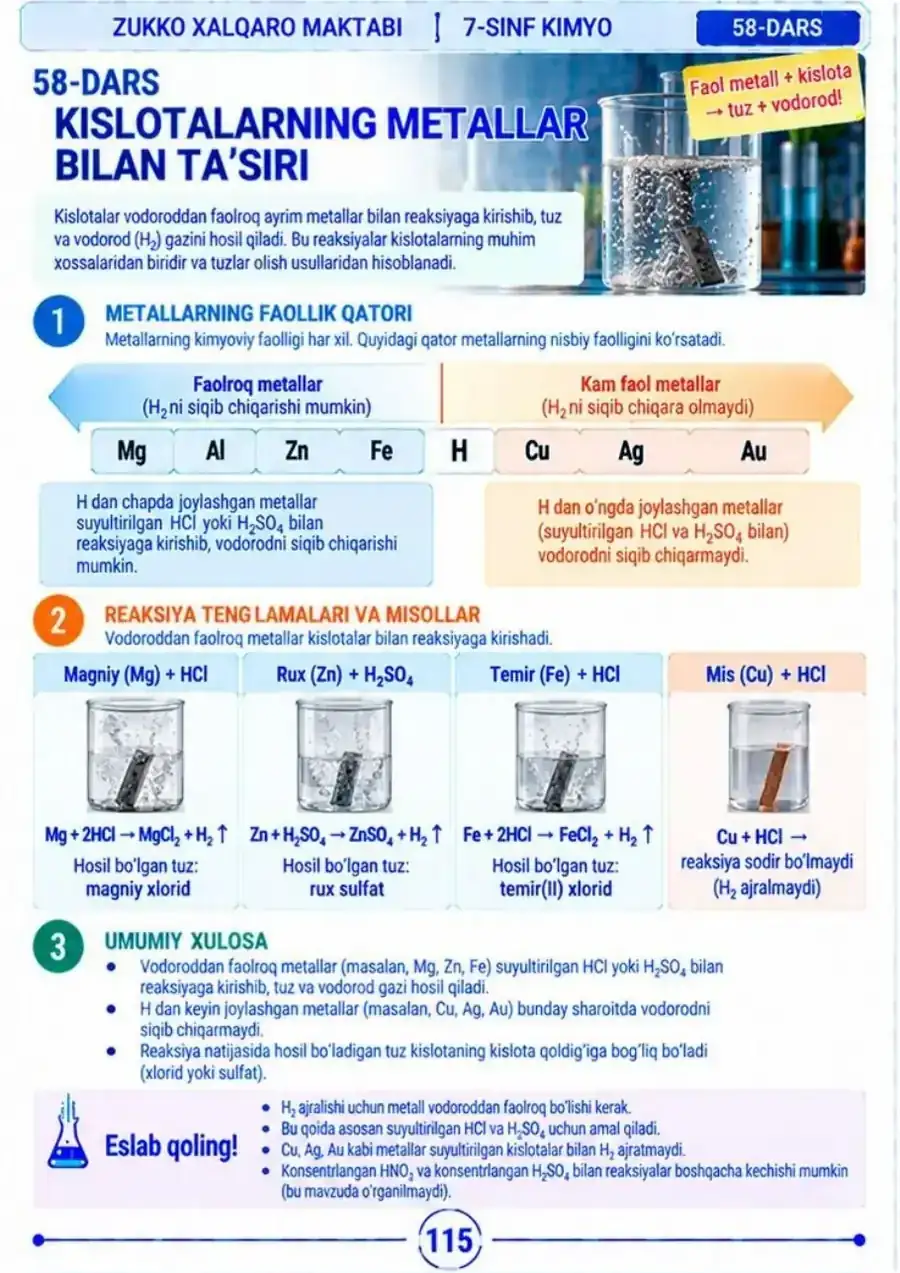 ZUKKO XALQARO MAKTABI | 7-SINF KIMYO
58-DARS
58-DARS
KISLOTALARNING METALLAR
BILAN TA’SIRI
Faol metall + kislota
→ tuz + vodorod!
Kislotalar vodoroddan faolroq ayrim metallar bilan reaksiyaga kirishib, tuz
va vodorod (H₂) gazini hosil qiladi. Bu reaksiyalar kislotalarning muhim
xossalaridan biridir va tuzlar olish usullaridan hisoblanadi.
1
METALLARNING FAOLLIK QATORI
Metallarning kimyoviy faolligi har xil. Quyidagi qator metallarning nisbiy faolligini ko‘rsatadi.
Faolroq metallar
(H₂ni siqib chiqarishi mumkin)
Kam faol metallar
(H₂ni siqib chiqara olmaydi)
Mg Al Zn Fe H Cu Ag Au
H dan chapda joylashgan metallar
suyultirilgan HCl yoki H₂SO₄ bilan
reaksiyaga kirishib, vodorodni siqib chiqarishi
mumkin.
H dan o‘ngda joylashgan metallar
(suyultirilgan HCl va H₂SO₄ bilan)
vodorodni siqib chiqarmaydi.
2
REAKSIYA TENG LAMALARI VA MISOLLAR
Vodoroddan faolroq metallar kislotalar bilan reaksiyaga kirishadi.
Magniy (Mg) + HCl
Mg + 2HCl → MgCl₂ + H₂ ↑
Hosil bo‘lgan tuz:
magniy xlorid
Rux (Zn) + H₂SO₄
Zn + H₂SO₄ → ZnSO₄ + H₂ ↑
Hosil bo‘lgan tuz:
rux sulfat
Temir (Fe) + HCl
Fe + 2HCl → FeCl₂ + H₂ ↑
Hosil bo‘lgan tuz:
temir(II) xlorid
Mis (Cu) + HCl
Cu + HCl →
reaksiya sodir bo‘lmaydi
(H₂ ajralmaydi)
3
UMUMIY XULOSA
• Vodoroddan faolroq metallar (masalan, Mg, Zn, Fe) suyultirilgan HCl yoki H₂SO₄ bilan
reaksiyaga kirishib, tuz va vodorod gazi hosil qiladi.
• H dan keyin joylashgan metallar (masalan, Cu, Ag, Au) bunday sharoitda vodorodni
siqib chiqarmaydi.
• Reaksiya natijasida hosil bo‘ladigan tuz kislotaning kislota qoldig‘iga bog‘liq bo‘ladi
(xlorid yoki sulfat).
Eslab qoling!
• H₂ ajralishi uchun metall vodoroddan faolroq bo‘lishi kerak.
• Bu qoida asosan suyultirilgan HCl va H₂SO₄ uchun amal qiladi.
• Cu, Ag, Au kabi metallar suyultirilgan kislotalar bilan H₂ ajratmaydi.
• Konsentrlangan HNO₃ va konsentrlangan H₂SO₄ bilan reaksiyalar boshqacha kechishi mumkin
(bu mavzuda o‘rganilmaydi).
115